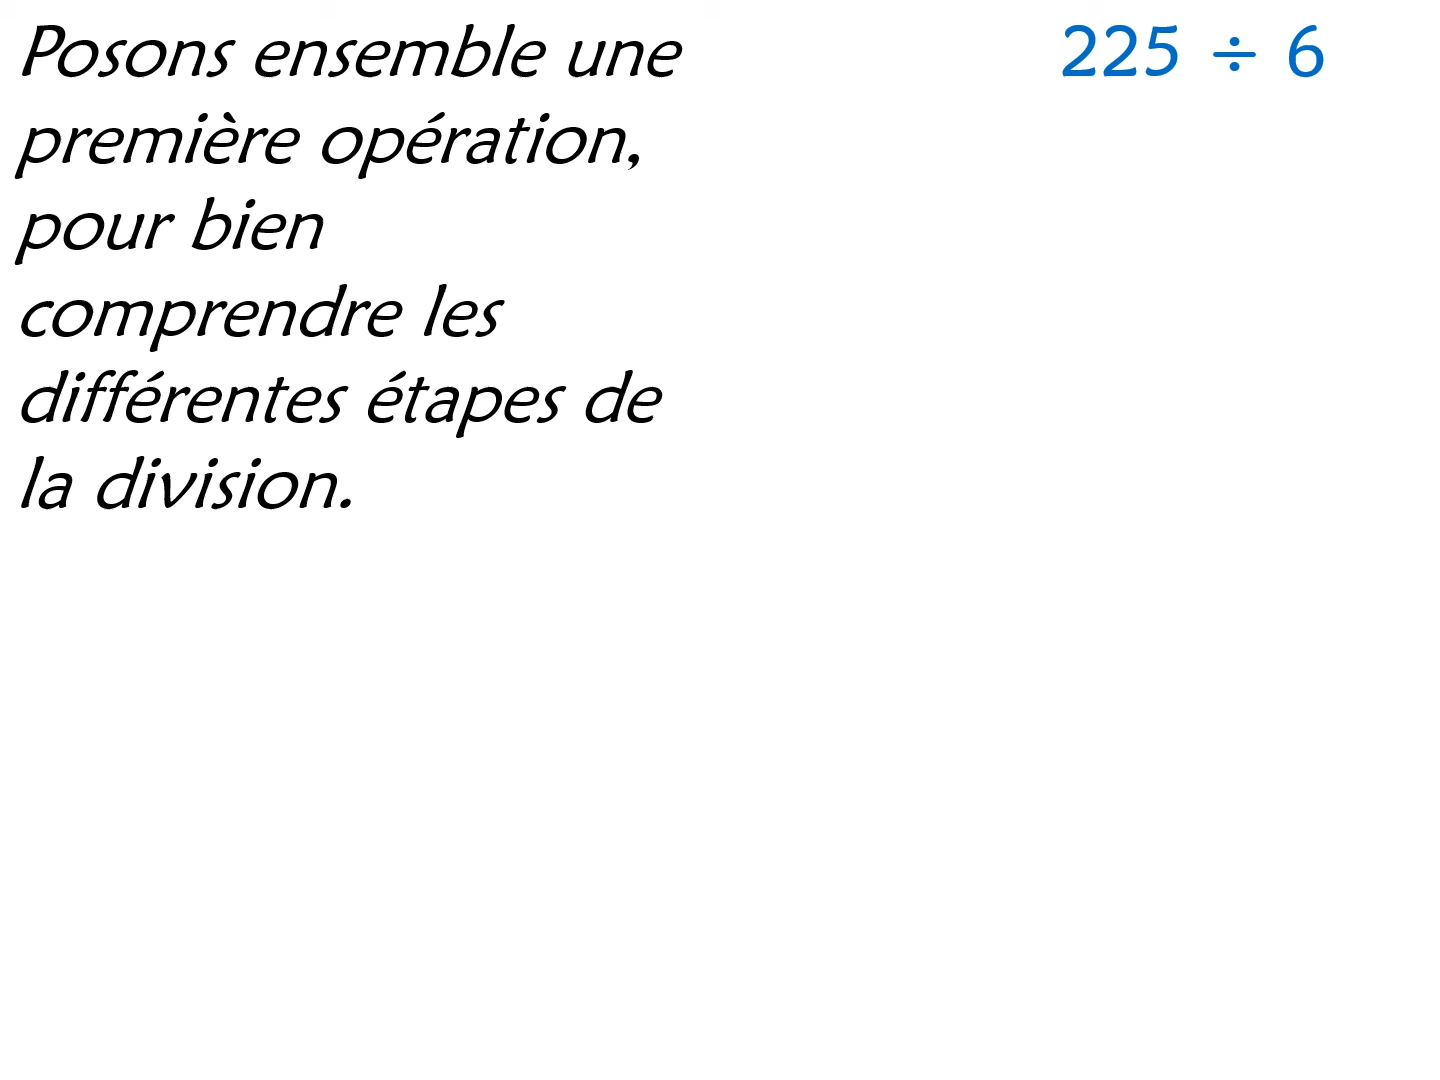 Posons ensemble une
première opération,
pour bien
comprendre les
différentes étapes de
la division.
225 ÷ 6